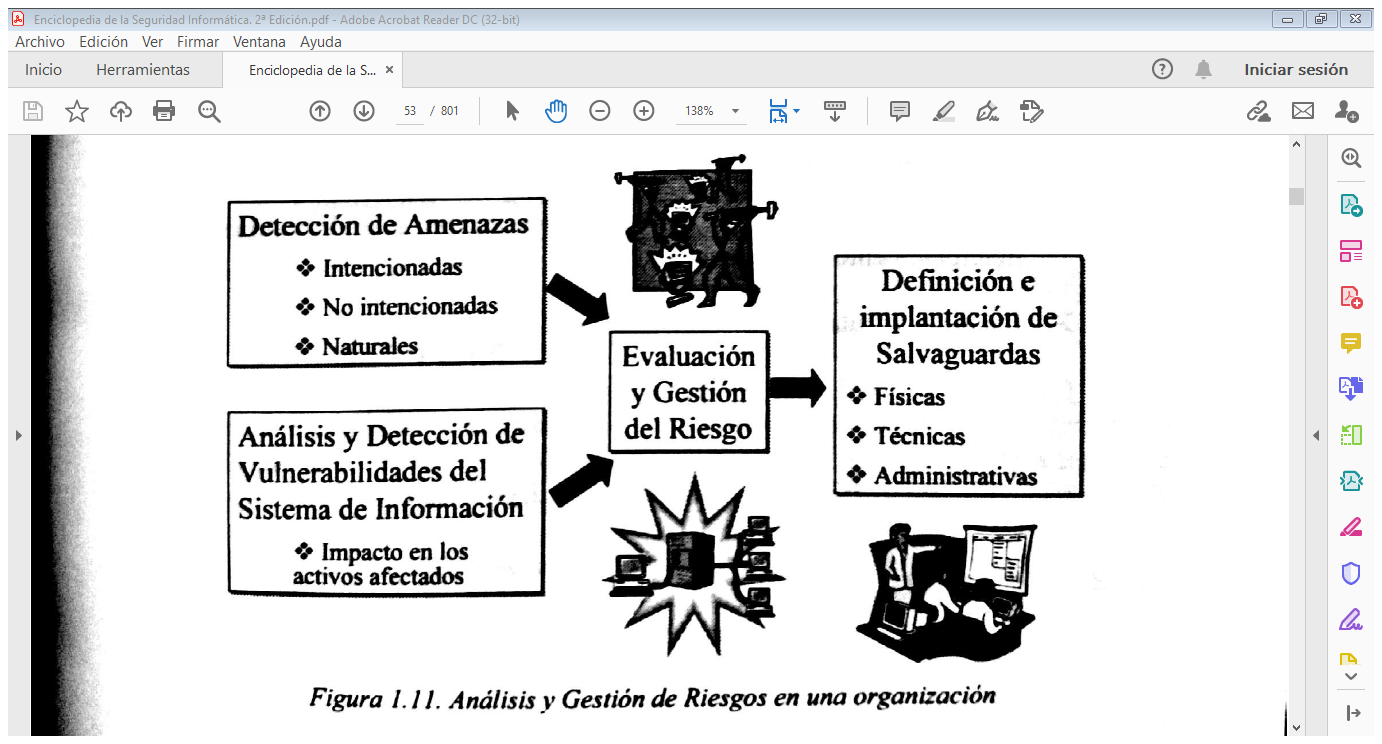 Enciclopedia de la Seguridad Informática. 2ª Edición.pdf - Adobe Acrobat Reader DC (32-bit)
Archivo Edición Ver Firmar Ventana Ayuda
Inicio Herramientas Enciclopedia de la S... × Iniciar sesión
53 / 801 138%
Detección de Amenazas
❖ Intencionadas
❖ No intencionadas
❖ Naturales
Análisis y Detección de
Vulnerabilidades del
Sistema de Información
❖ Impacto en los
activos afectados
Evaluación
y Gestión
del Riesgo
Definición e
implantación de
Salvaguardas
❖ Físicas
❖ Técnicas
❖ Administrativas
Figura 1.11. Análisis y Gestión de Riesgos en una organización